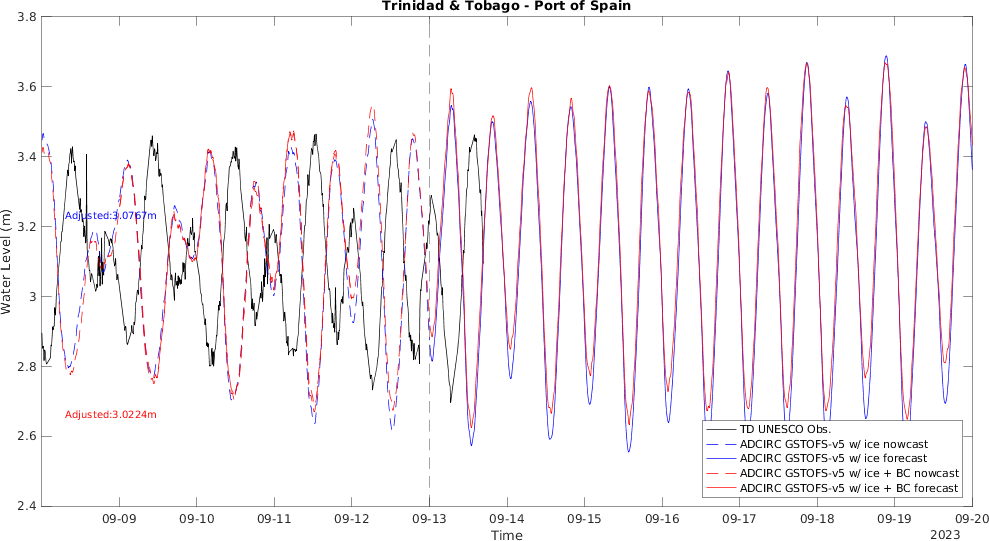 Trinidad & Tobago - Port of Spain
3.8
3.6
3.4
3.2
3
2.8
2.6
2.4
Water Level (m)
Adjusted:3.0767m
Adjusted:3.0224m
TD UNESCO Obs.
ADCIRC GSTOFS-v5 w/ ice nowcast
ADCIRC GSTOFS-v5 w/ ice forecast
ADCIRC GSTOFS-v5 w/ ice + BC nowcast
ADCIRC GSTOFS-v5 w/ ice + BC forecast
09-09 09-10 09-11 09-12 09-13 09-14 09-15 09-16 09-17 09-18 09-19 09-20
Time
2023